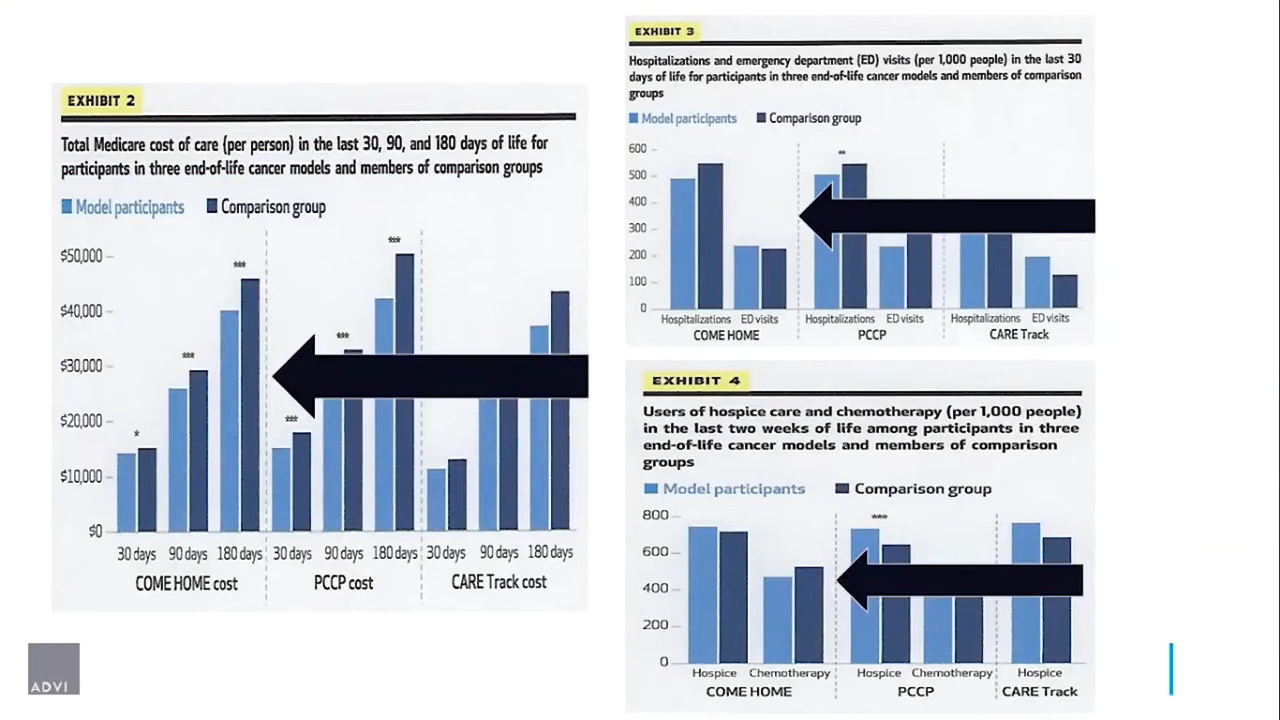 EXHIBIT 2
Total Medicare cost of care (per person) in the last 30, 90, and 180 days of life for
participants in three end-of-life cancer models and members of comparison groups
Model participants Comparison group
$50,000
$40,000
$30,000
$20,000
$10,000
$0
*
***
***
***
***
***
30 days 90 days 180 days 30 days 90 days 180 days 30 days 90 days 180 days
COME HOME cost PCCP cost CARE Track cost
EXHIBIT 3
Hospitalizations and emergency department (ED) visits (per 1,000 people) in the last 30
days of life for participants in three end-of-life cancer models and members of comparison
groups
Model participants Comparison group
600
500
400
300
200
100
0
**
Hospitalizations ED visits Hospitalizations ED visits Hospitalizations ED visits
COME HOME PCCP CARE Track
EXHIBIT 4
Users of hospice care and chemotherapy (per 1,000 people)
in the last two weeks of life among participants in three
end-of-life cancer models and members of comparison
groups
Model participants Comparison group
800
600
400
200
0
***
Hospice Chemotherapy Hospice Chemotherapy Hospice
COME HOME PCCP CARE Track
ADVI